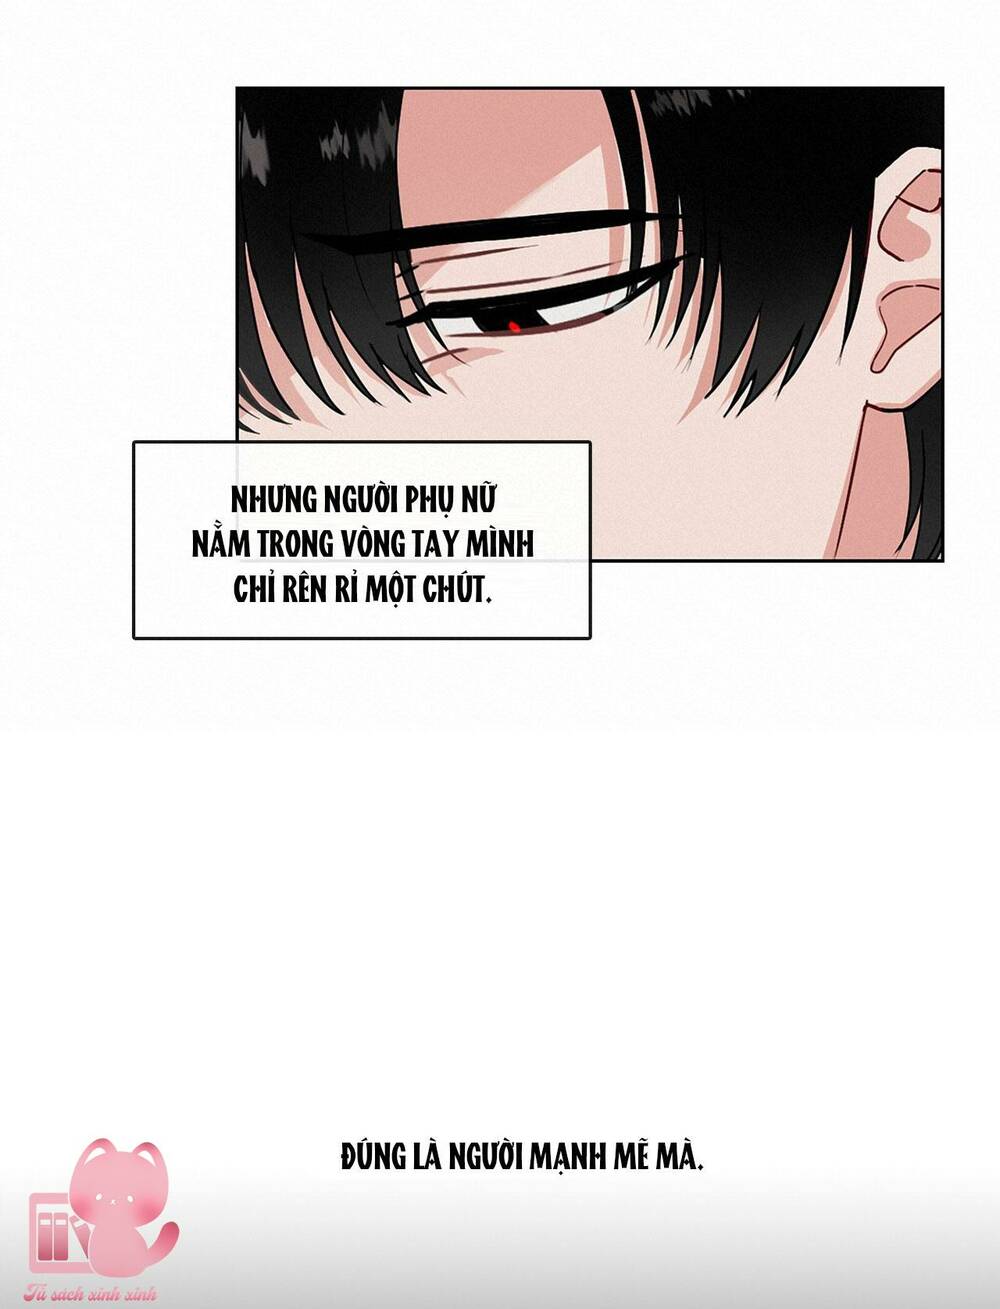 NHƯNG NGƯỜI PHỤ NỮ
NẰM TRONG VÒNG TAY MÌNH
CHỈ RÊN RỈ MỘT CHÚT.
ĐÚNG LÀ NGƯỜI MẠNH MẼ MÀ.
Tủ sách xinh xinh